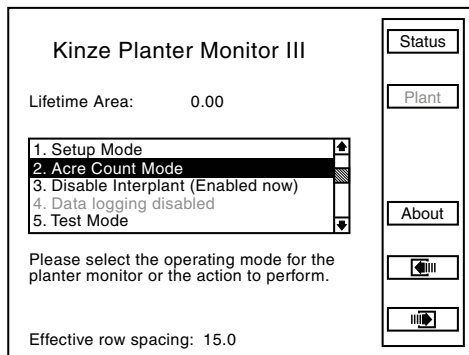 Kinze Planter Monitor III
Lifetime Area: 0.00
1. Setup Mode
2. Acre Count Mode
3. Disable Interplant (Enabled now)
4. Data logging disabled
5. Test Mode
Please select the operating mode for the
planter monitor or the action to perform.
Effective row spacing: 15.0
Status
Plant
About